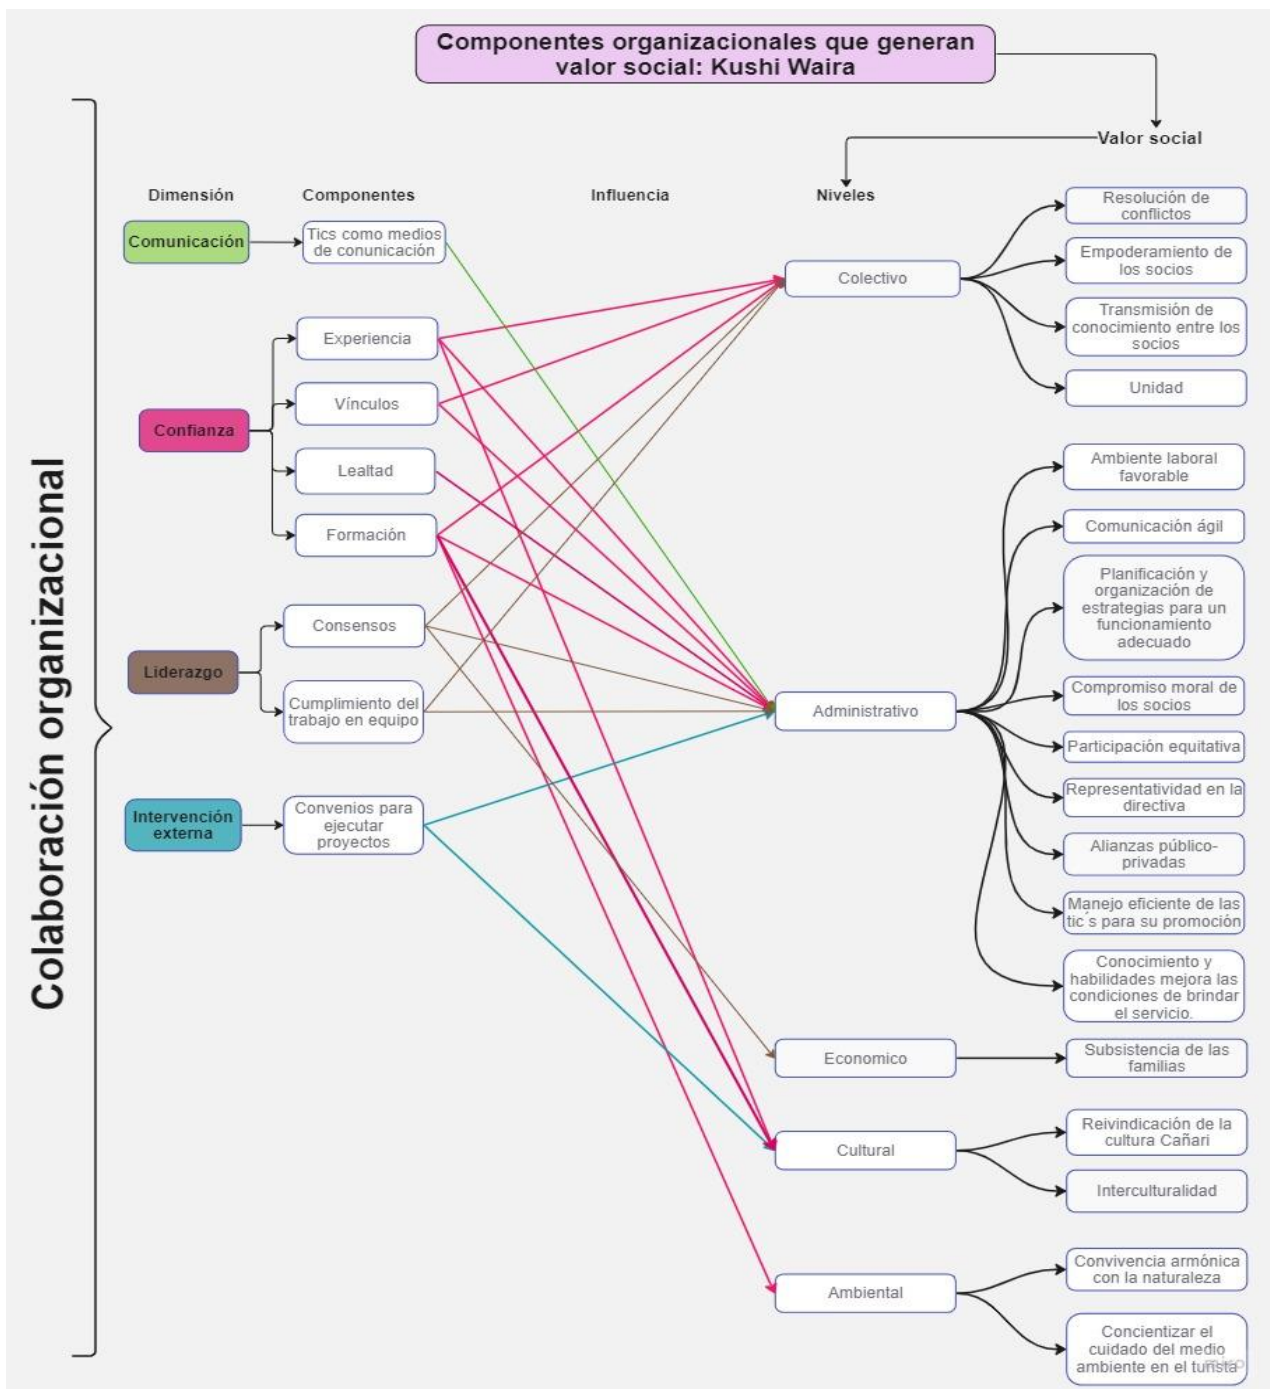 Componentes organizacionales que generan
valor social: Kushi Waira
Valor social
Dimensión
Componentes
Influencia
Niveles
Colaboración organizacional
Comunicación
Tics como medios
de conunicación
Confianza
Experiencia
Vínculos
Lealtad
Formación
Liderazgo
Consensos
Cumplimiento del
trabajo en equipo
Intervención
externa
Convenios para
ejecutar
proyectos
Colectivo
Resolución de
conflictos
Empoderamiento de
los socios
Transmisión de
conocimiento entre los
socios
Unidad
Administrativo
Ambiente laboral
favorable
Comunicación ágil
Planificación y
organización de
estrategias para un
funcionamiento
adecuado
Compromiso moral de
los socios
Participación equitativa
Representatividad en la
directiva
Alianzas público-
privadas
Manejo eficiente de las
tic´s para su promoción
Conocimiento y
habilidades mejora las
condiciones de brindar
el servicio.
Economico
Subsistencia de las
familias
Cultural
Reivindicación de la
cultura Cañari
Interculturalidad
Ambiental
Convivencia armónica
con la naturaleza
Concientizar el
cuidado del medio
ambiente en el turista
miro